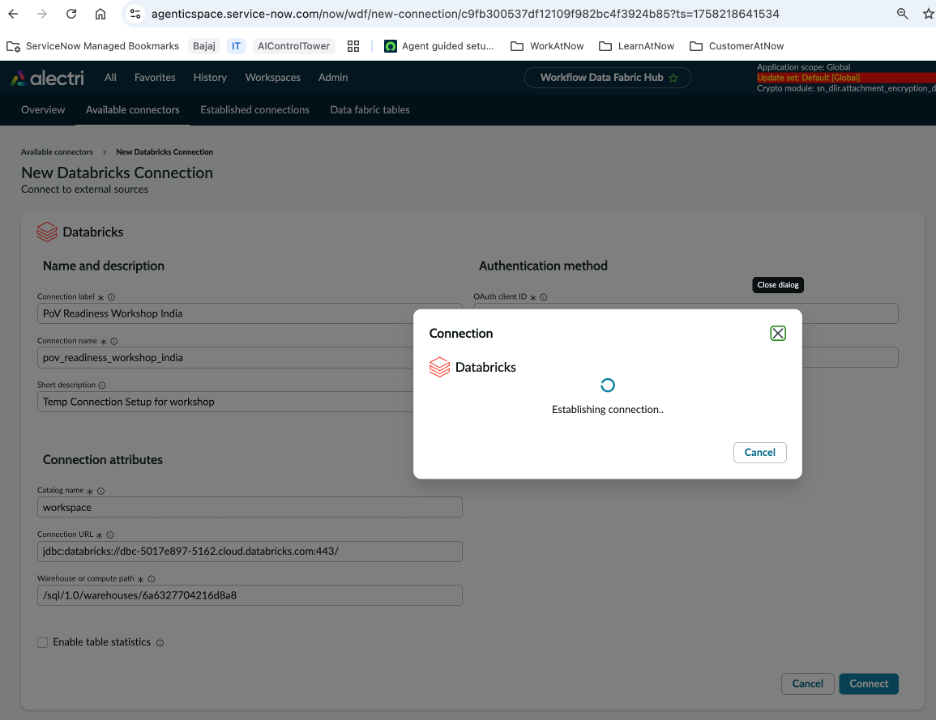 agenticspace.service-now.com/now/wdf/new-connection/c9fb300537df12109f982bc4f3924b85?ts=1758218641534
ServiceNow Managed Bookmarks Bajaj IT AIControlTower Agent guided setu... WorkAtNow LearnAtNow CustomerAtNow
alectri All Favorites History Workspaces Admin Workflow Data Fabric Hub
Application scope: Global
Update set: Default [Global]
Crypto module: sn_dlir.attachment_encryption_d
Overview Available connectors Established connections Data fabric tables
Available connectors > New Databricks Connection
New Databricks Connection
Connect to external sources
Databricks
Name and description
Connection label *
PoV Readiness Workshop India
Connection name *
pov_readiness_workshop_india
Short description
Temp Connection Setup for workshop
Authentication method
OAuth client ID *
Close dialog
Connection
Databricks
Establishing connection..
Cancel
Connection attributes
Catalog name *
workspace
Connection URL *
jdbc:databricks://dbc-5017e897-5162.cloud.databricks.com:443/
Warehouse or compute path *
/sql/1.0/warehouses/6a6327704216d8a8
Enable table statistics
Cancel Connect